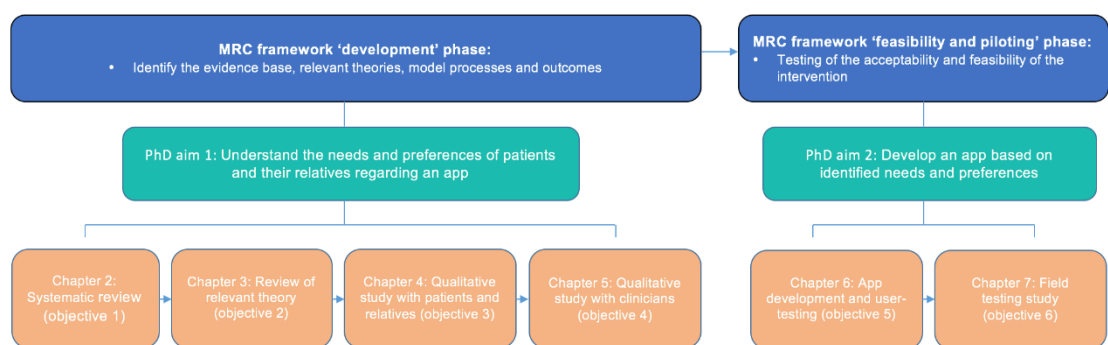 MRC framework ‘development’ phase:
• Identify the evidence base, relevant theories, model processes and outcomes
MRC framework ‘feasibility and piloting’ phase:
• Testing of the acceptability and feasibility of the
intervention
PhD aim 1: Understand the needs and preferences of patients
and their relatives regarding an app
PhD aim 2: Develop an app based on
identified needs and preferences
Chapter 2:
Systematic review
(objective 1)
Chapter 3: Review of
relevant theory
(objective 2)
Chapter 4: Qualitative
study with patients and
relatives (objective 3)
Chapter 5: Qualitative
study with clinicians
(objective 4)
Chapter 6: App
development and user-
testing (objective 5)
Chapter 7: Field
testing study
(objective 6)